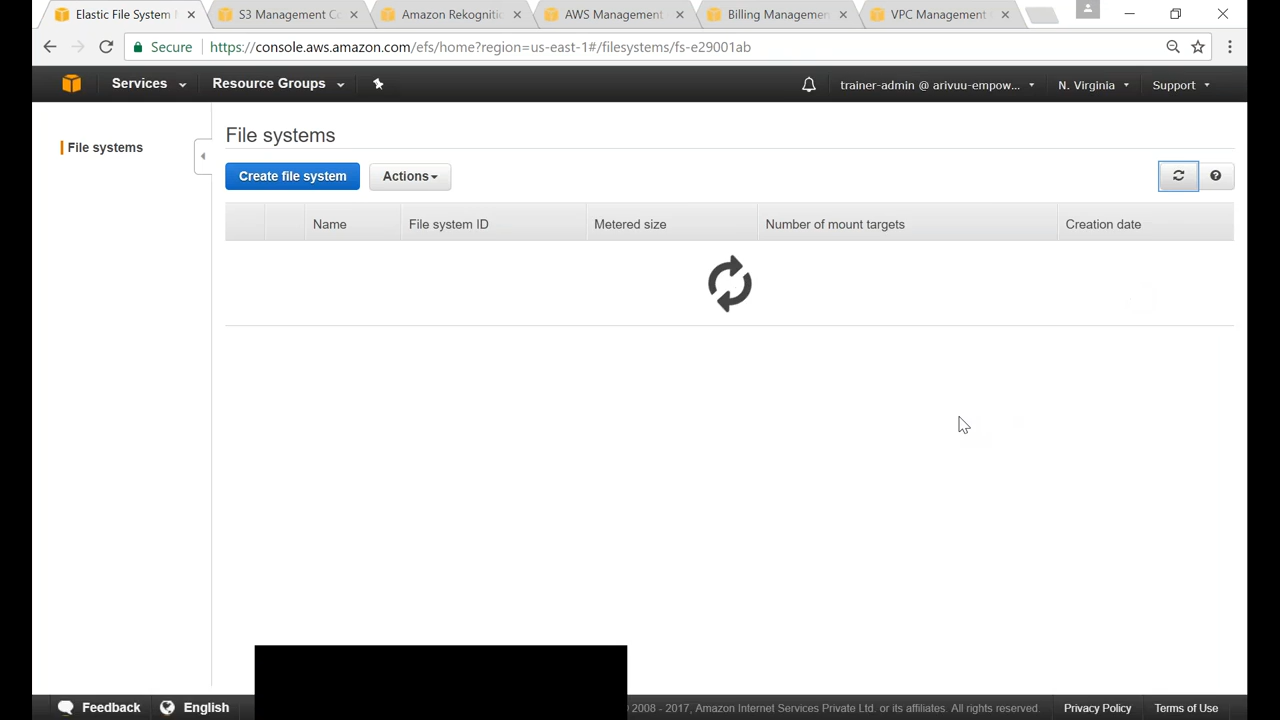 Elastic File System
S3 Management Co
Amazon Rekogniti
AWS Management
Billing Managemen
VPC Management
Secure
https://console.aws.amazon.com/efs/home?region=us-east-1#/filesystems/fs-e29001ab
Services
Resource Groups
trainer-admin @ arivuu-empow...
N. Virginia
Support
File systems
File systems
Create file system
Actions
?
Name
File system ID
Metered size
Number of mount targets
Creation date
Feedback
English
2008 - 2017, Amazon Internet Services Private Ltd. or its affiliates. All rights reserved.
Privacy Policy
Terms of Use